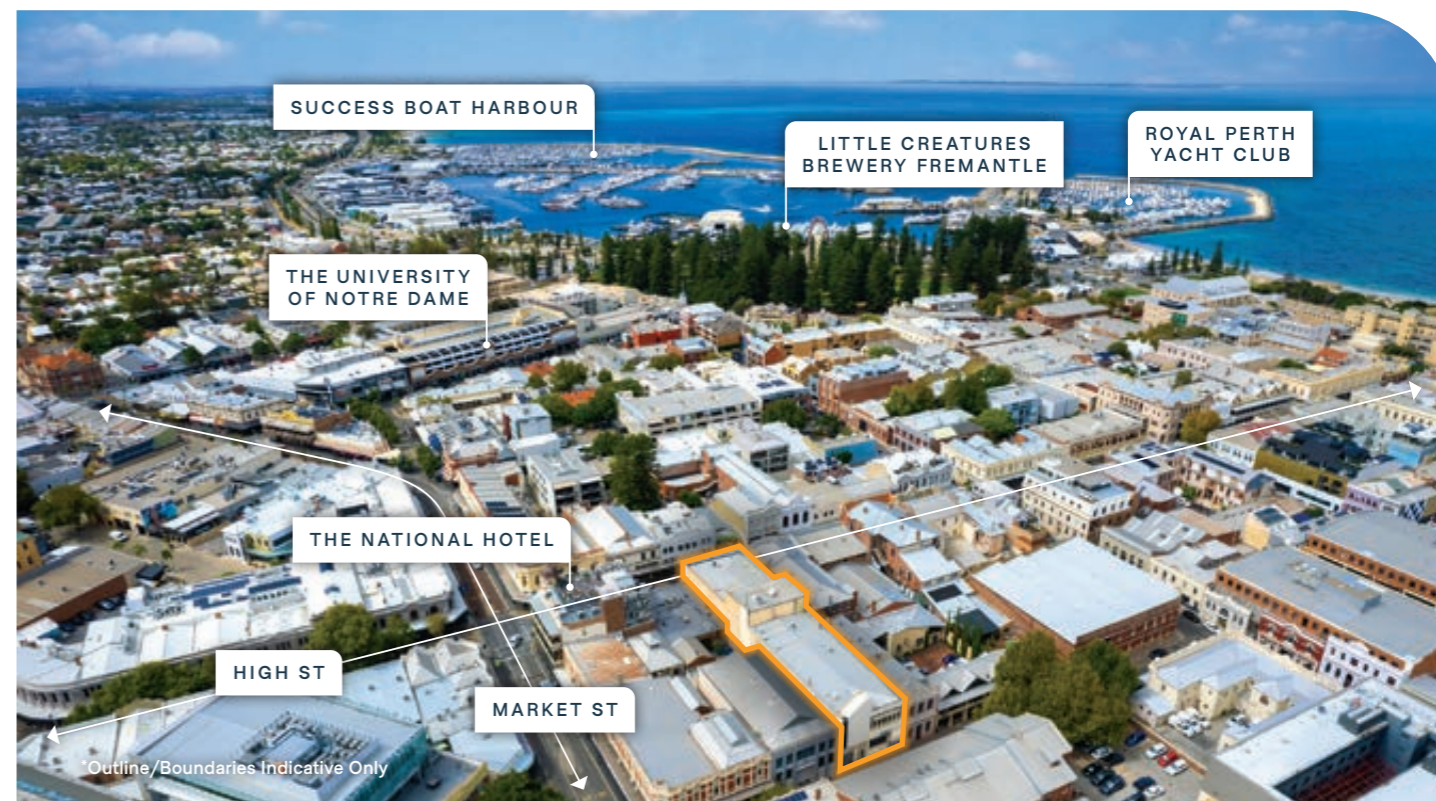 SUCCESS BOAT HARBOUR
LITTLE CREATURES
BREWERY FREMANTLE
ROYAL PERTH
YACHT CLUB
THE UNIVERSITY
OF NOTRE DAME
THE NATIONAL HOTEL
HIGH ST
MARKET ST
*Outline/Boundaries Indicative Only